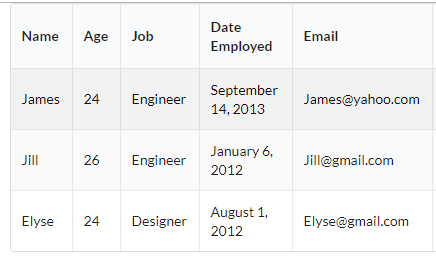 Name Age Job Date Employed Email
James 24 Engineer September 14, 2013 James@yahoo.com
Jill 26 Engineer January 6, 2012 Jill@gmail.com
Elyse 24 Designer August 1, 2012 Elyse@gmail.com